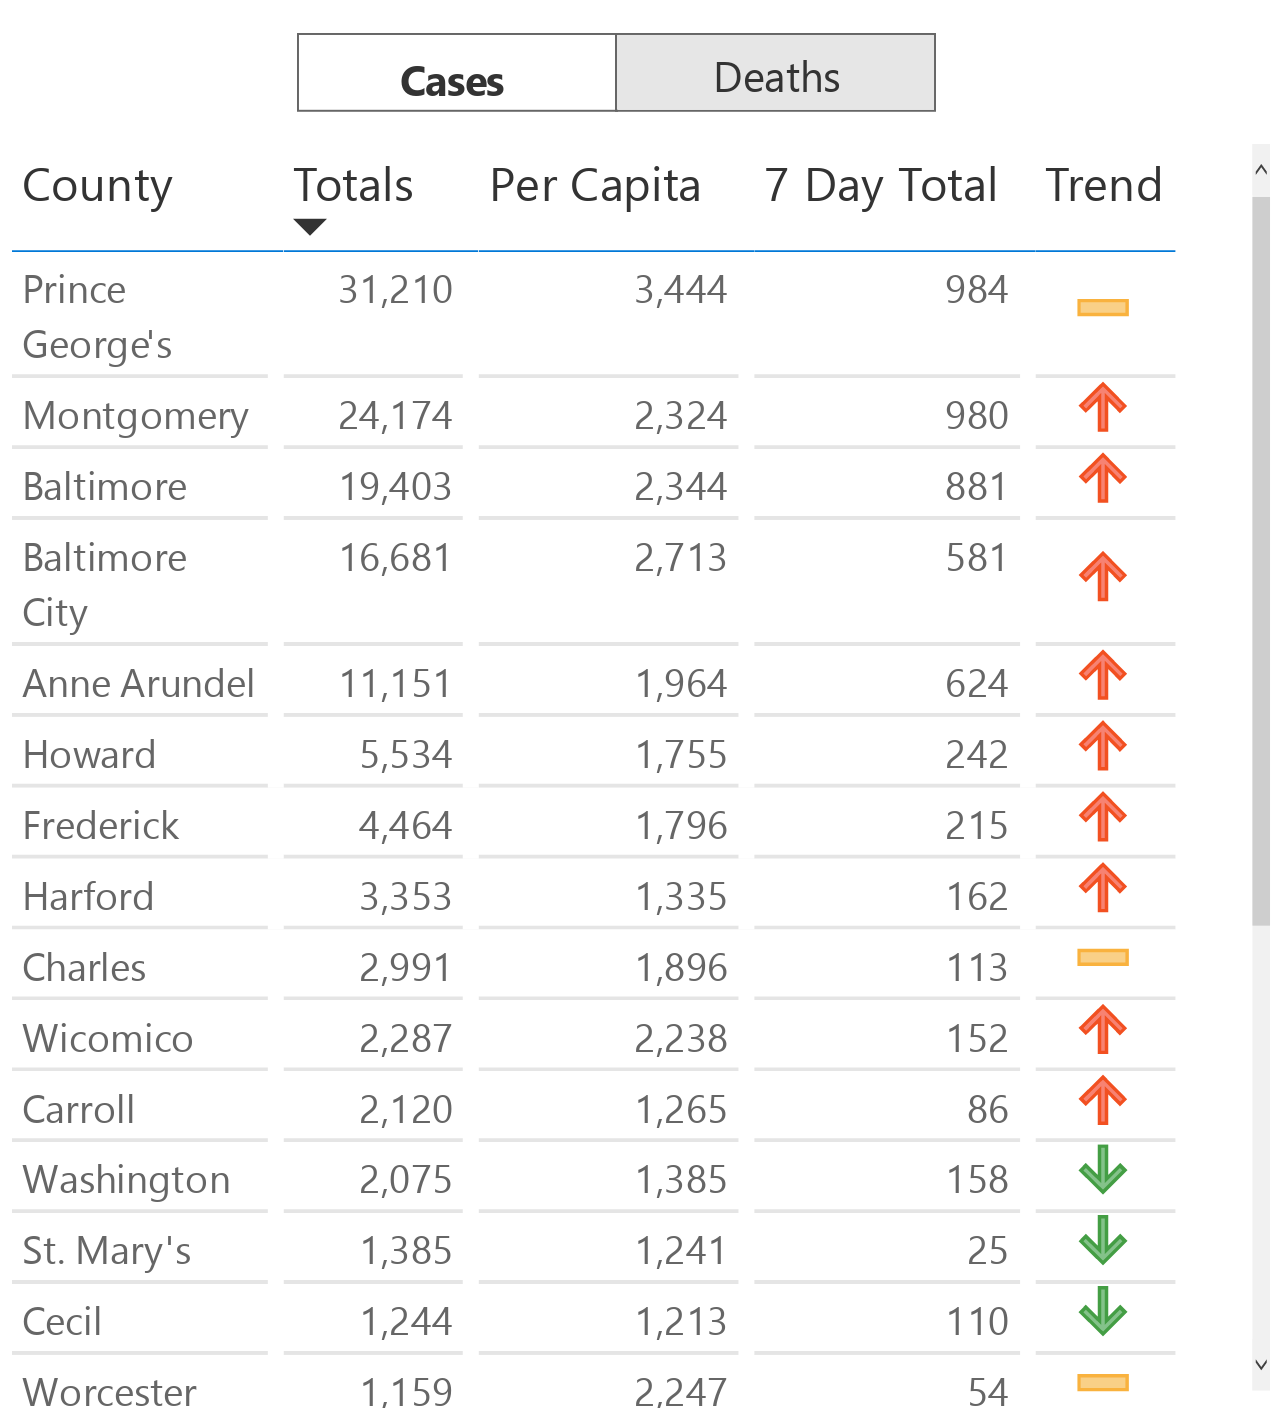 Cases Deaths
County Totals Per Capita 7 Day Total Trend
Prince 31,210 3,444 984
George's
Montgomery 24,174 2,324 980
Baltimore 19,403 2,344 881
Baltimore 16,681 2,713 581
City
Anne Arundel 11,151 1,964 624
Howard 5,534 1,755 242
Frederick 4,464 1,796 215
Harford 3,353 1,335 162
Charles 2,991 1,896 113
Wicomico 2,287 2,238 152
Carroll 2,120 1,265 86
Washington 2,075 1,385 158
St. Mary's 1,385 1,241 25
Cecil 1,244 1,213 110
Worcester 1,159 2,247 54